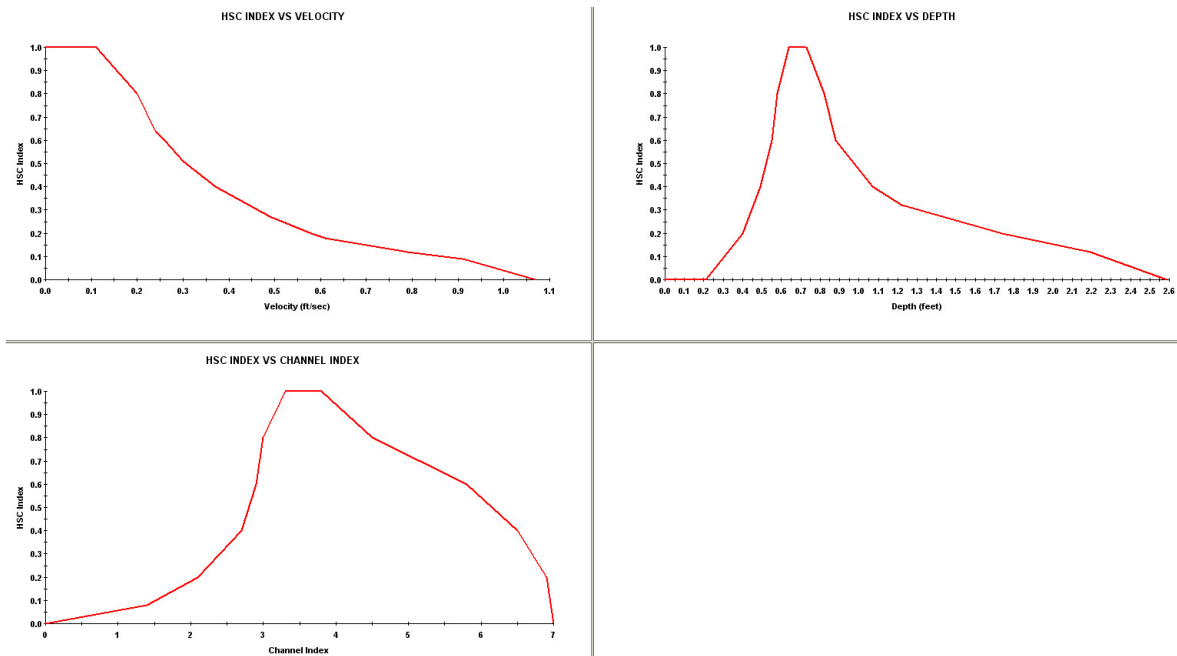 HSC INDEX VS VELOCITY
1.0
0.9
0.8
0.7
0.6
0.5
0.4
0.3
0.2
0.1
0.0
HSC Index
0.0 0.1 0.2 0.3 0.4 0.5 0.6 0.7 0.8 0.9 1.0 1.1
Velocity (ft/sec)
HSC INDEX VS DEPTH
1.0
0.9
0.8
0.7
0.6
0.5
0.4
0.3
0.2
0.1
0.0
HSC Index
0.0 0.1 0.2 0.2 0.4 0.5 0.6 0.7 0.8 0.8 0.9 1.1 1.1 1.3 1.4 1.5 1.6 1.7 1.8 1.9 2.0 2.1 2.2 2.3 2.4 2.5 2.6
Depth (feet)
HSC INDEX VS CHANNEL INDEX
1.0
0.9
0.8
0.7
0.6
0.5
0.4
0.3
0.2
0.1
0.0
HSC Index
0 1 2 3 4 5 6 7
Channel Index